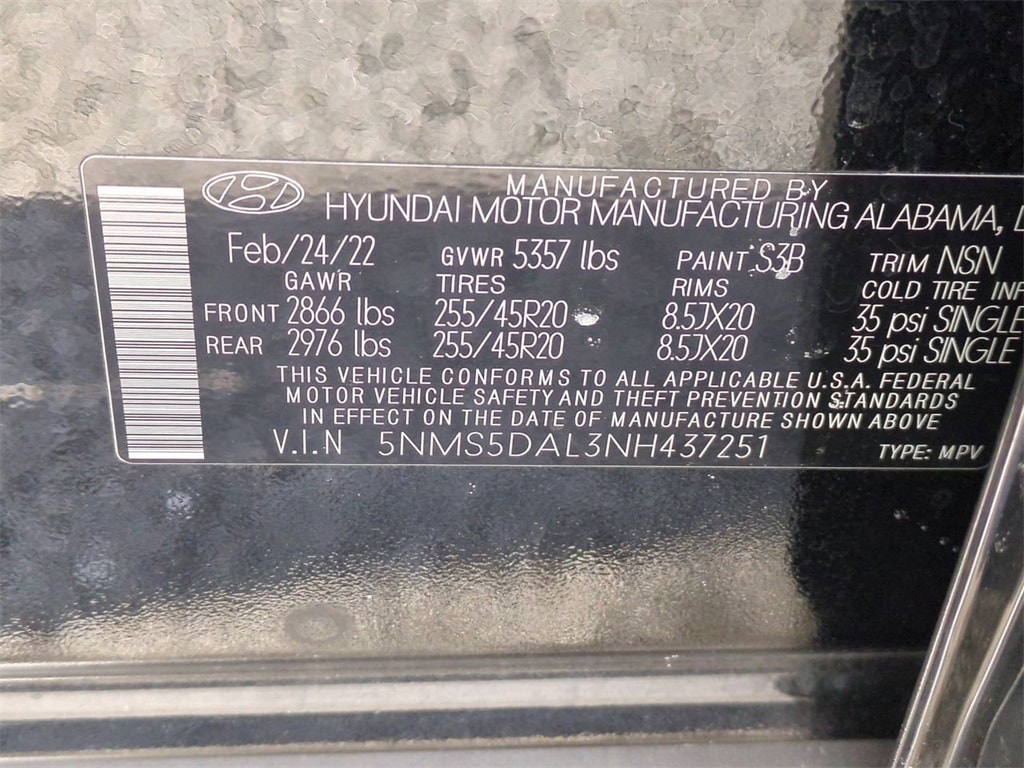 MANUFACTURED BY
HYUNDAI MOTOR MANUFACTURING ALABAMA,
Feb/24/22 GVWR 5357 lbs PAINT S3B TRIM NSN
GAWR TIRES RIMS COLD TIRE INF
FRONT 2866 lbs 255/45R20 8.5JX20 35 psi SINGLE
REAR 2976 lbs 255/45R20 8.5JX20 35 psi SINGLE
THIS VEHICLE CONFORMS TO ALL APPLICABLE U.S.A. FEDERAL
MOTOR VEHICLE SAFETY AND THEFT PREVENTION STANDARDS
IN EFFECT ON THE DATE OF MANUFACTURE SHOWN ABOVE
V.I.N 5NMS5DAL3NH437251 TYPE: MPV